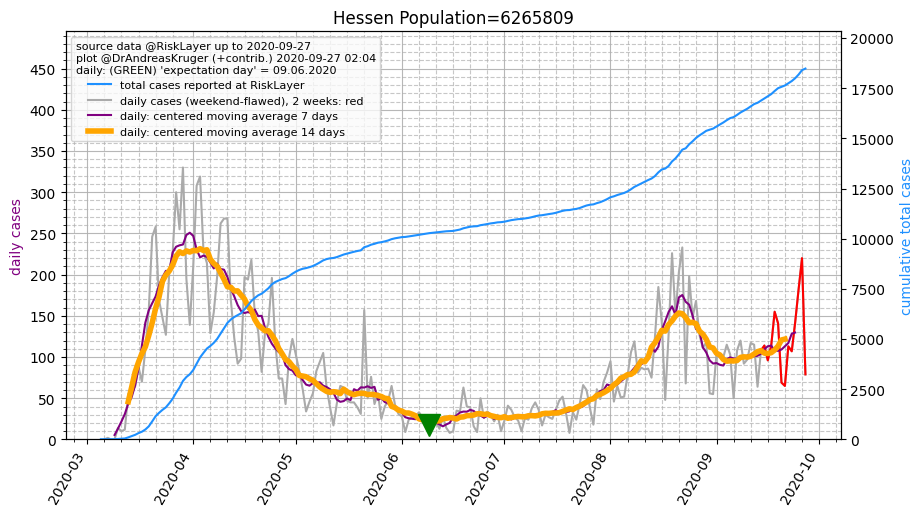 Hessen Population=6265809
source data @RiskLayer up to 2020-09-27
plot @DrAndreasKruger (+contrib.) 2020-09-27 02:04
daily: (GREEN) 'expectation day' = 09.06.2020
total cases reported at RiskLayer
daily cases (weekend-flawed), 2 weeks: red
daily: centered moving average 7 days
daily: centered moving average 14 days
daily cases
450
400
350
300
250
200
150
100
50
0
20000
17500
15000
12500
10000
7500
5000
2500
0
cumulative total cases
2020-03
2020-04
2020-05
2020-06
2020-07
2020-08
2020-09
2020-10